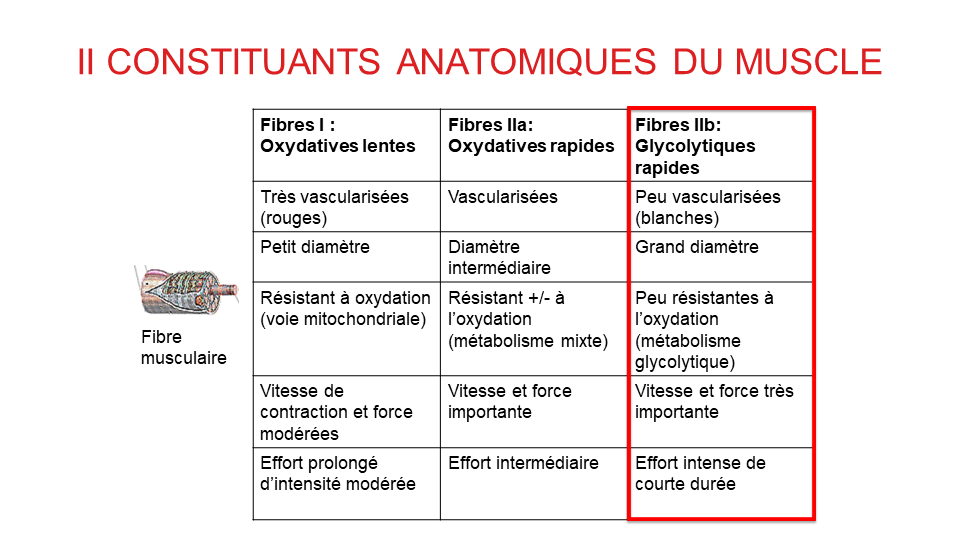 II CONSTITUANTS ANATOMIQUES DU MUSCLE
Fibres I :
Oxydatives lentes
Fibres IIa:
Oxydatives rapides
Fibres IIb:
Glycolytiques
rapides
Très vascularisées
(rouges)
Vascularisées
Peu vascularisées
(blanches)
Petit diamètre
Diamètre
intermédiaire
Grand diamètre
Résistant à oxydation
(voie mitochondriale)
Résistant +/- à
l’oxydation
(métabolisme mixte)
Peu résistantes à
l’oxydation
(métabolisme
glycolytique)
Vitesse de
contraction et force
modérées
Vitesse et force
importante
Vitesse et force très
importante
Effort prolongé
d’intensité modérée
Effort intermédiaire
Effort intense de
courte durée
Fibre
musculaire